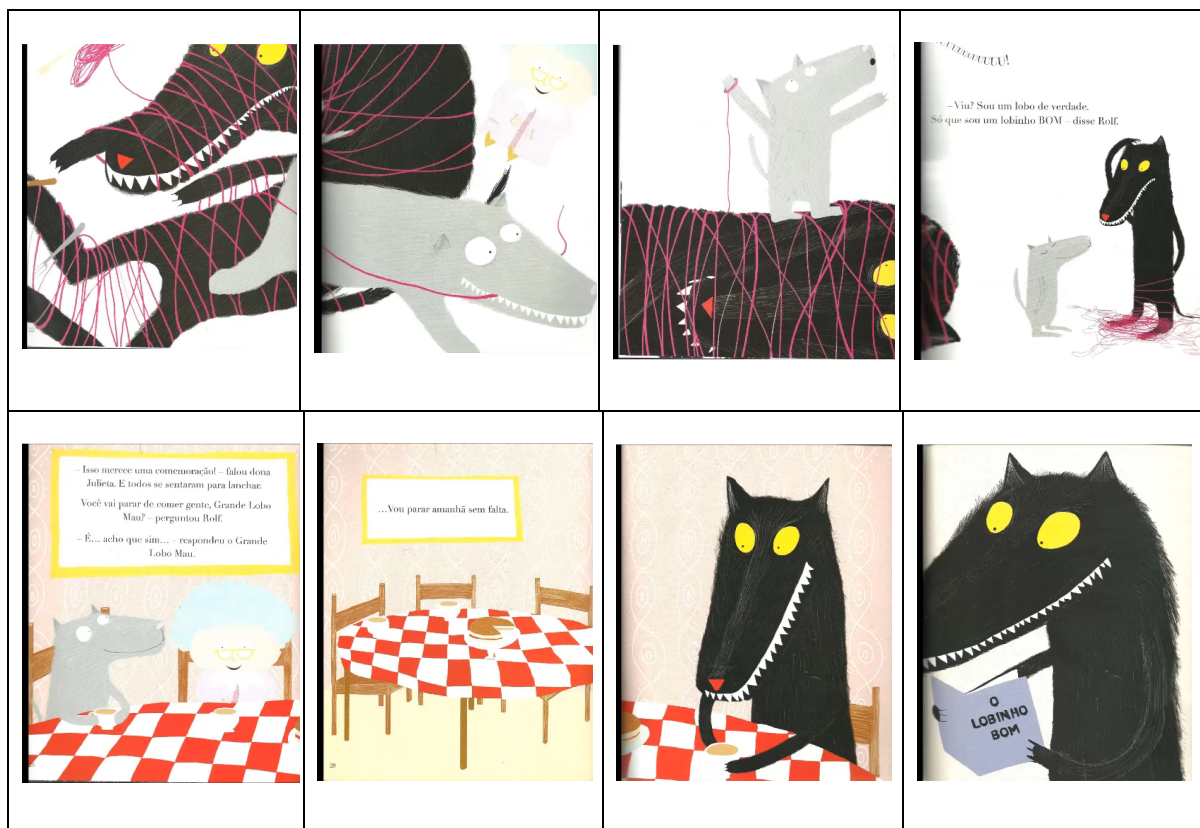 UUUUUUUU!
– Viu? Sou um lobo de verdade.
Só que sou um lobinho BOM – disse Rolf.
– Isso merece uma comemoração! – falou dona
Julieta. E todos se sentaram para lanchar.
Você vai parar de comer gente, Grande Lobo
Mau? – perguntou Rolf.
– É... acho que sim... – respondeu o Grande
Lobo Mau.
...Vou parar amanhã sem falta.
28
O
LOBINHO
BOM